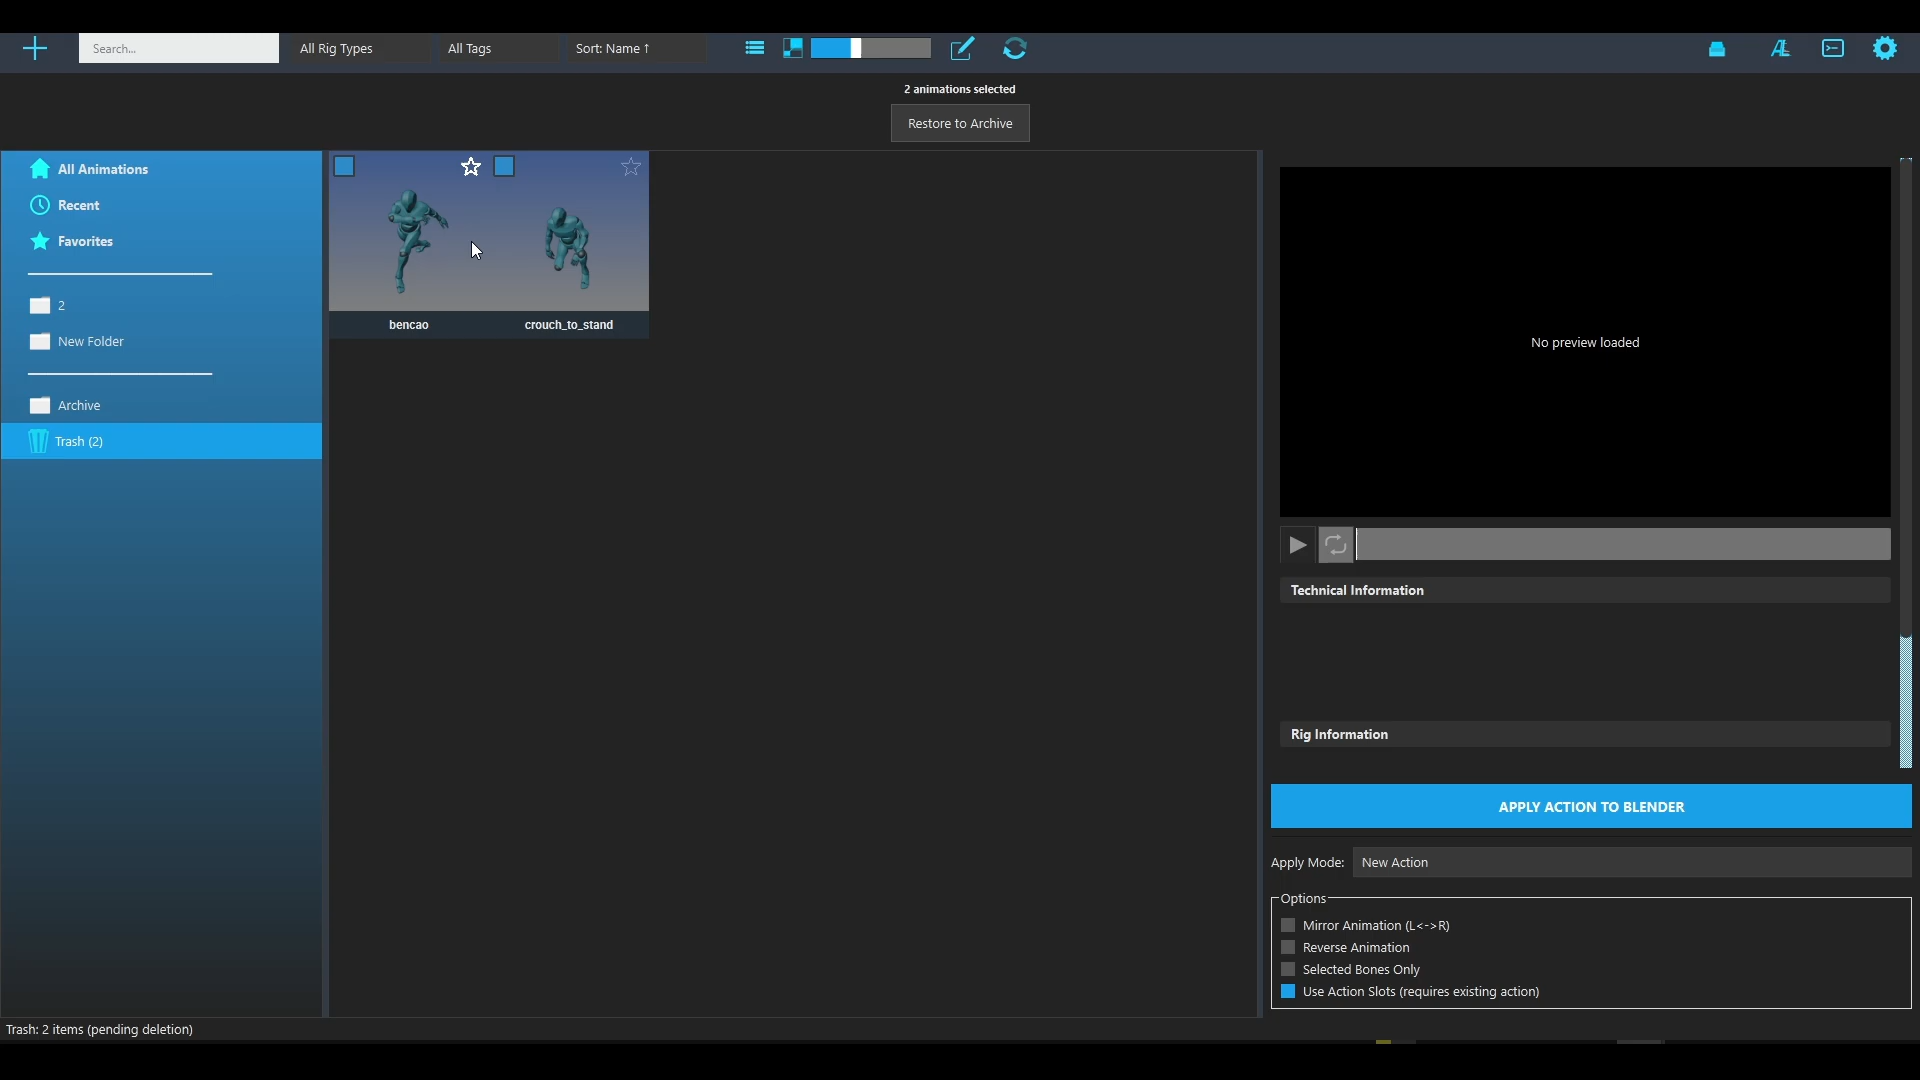 Search...
All Rig Types
All Tags
Sort: Name ↑
2 animations selected
Restore to Archive
All Animations
Recent
Favorites
2
New Folder
Archive
Trash (2)
bencao
crouch_to_stand
No preview loaded
Technical Information
Rig Information
APPLY ACTION TO BLENDER
Apply Mode: New Action
Options
Mirror Animation (L<->R)
Reverse Animation
Selected Bones Only
Use Action Slots (requires existing action)
Trash: 2 items (pending deletion)